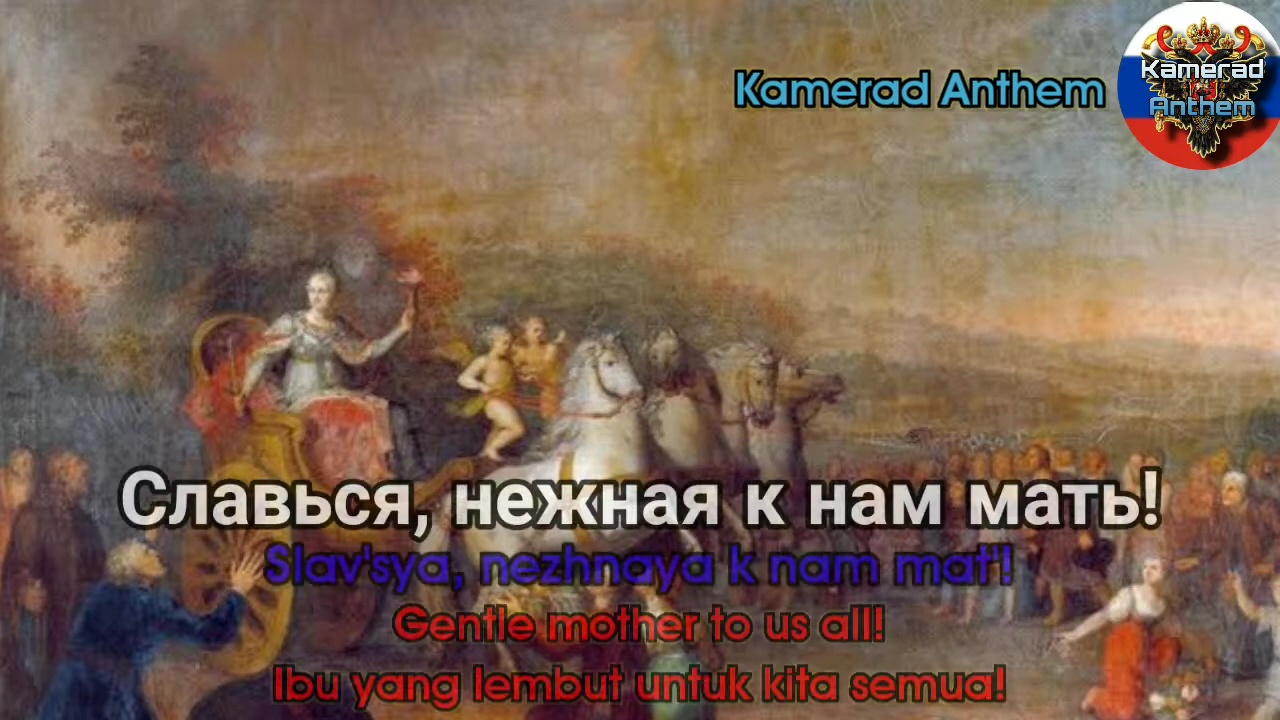 Kamerad Anthem
Kamerad
Anthem
Славься, нежная к нам мать!
Slav'sya, nezhnaya k nam mat'!
Gentle mother to us all!
Ibu yang lembut untuk kita semua!